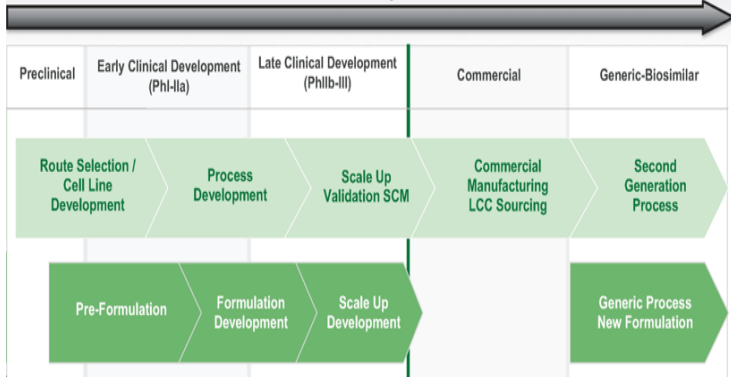 Preclinical
Early Clinical Development
(PhI-IIa)
Late Clinical Development
(PhIIb-III)
Commercial
Generic-Biosimilar
Route Selection /
Cell Line
Development
Process
Development
Scale Up
Validation SCM
Commercial
Manufacturing
LCC Sourcing
Second
Generation
Process
Pre-Formulation
Formulation
Development
Scale Up
Development
Generic Process
New Formulation